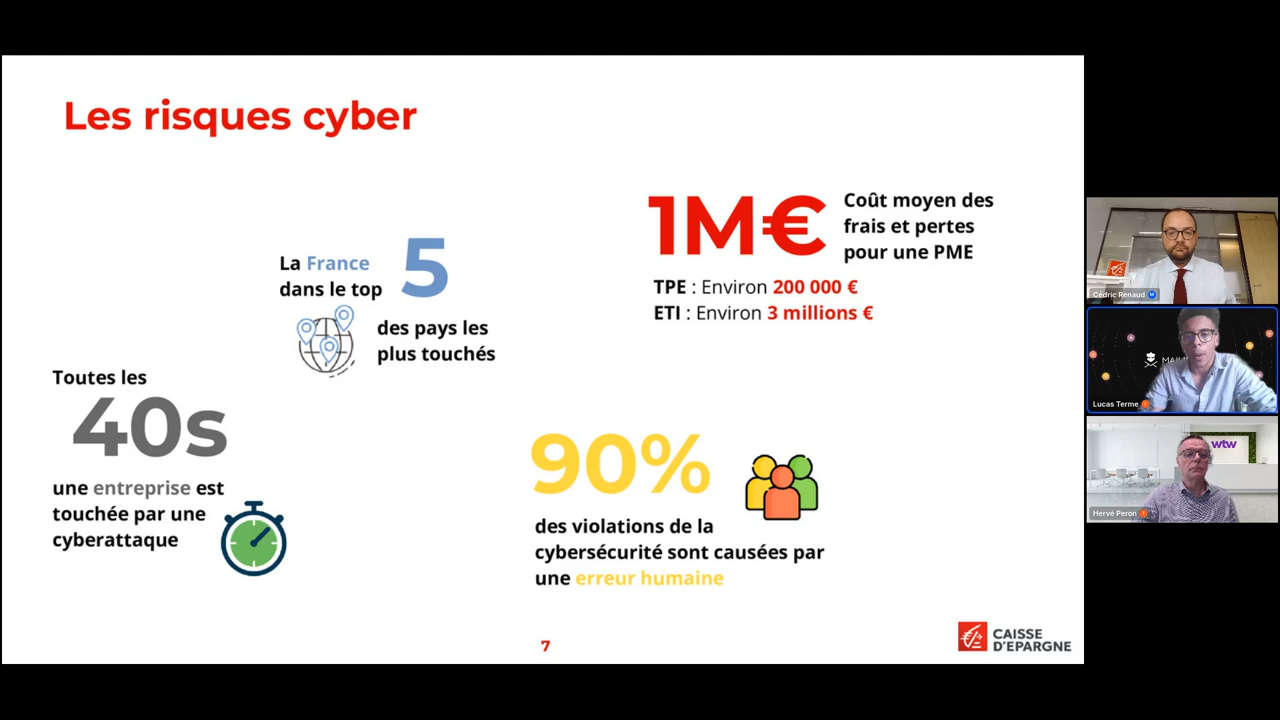 Les risques cyber
La France
dans le top
5
des pays les
plus touchés
1M€
Coût moyen des
frais et pertes
pour une PME
TPE : Environ 200 000 €
ETI : Environ 3 millions €
Toutes les
40s
une entreprise est
touchée par une
cyberattaque
90%
des violations de la
cybersécurité sont causées par
une erreur humaine
7
CAISSE
D'EPARGNE
Cédric Renaud
Lucas Terme
wtw
Hervé Peron